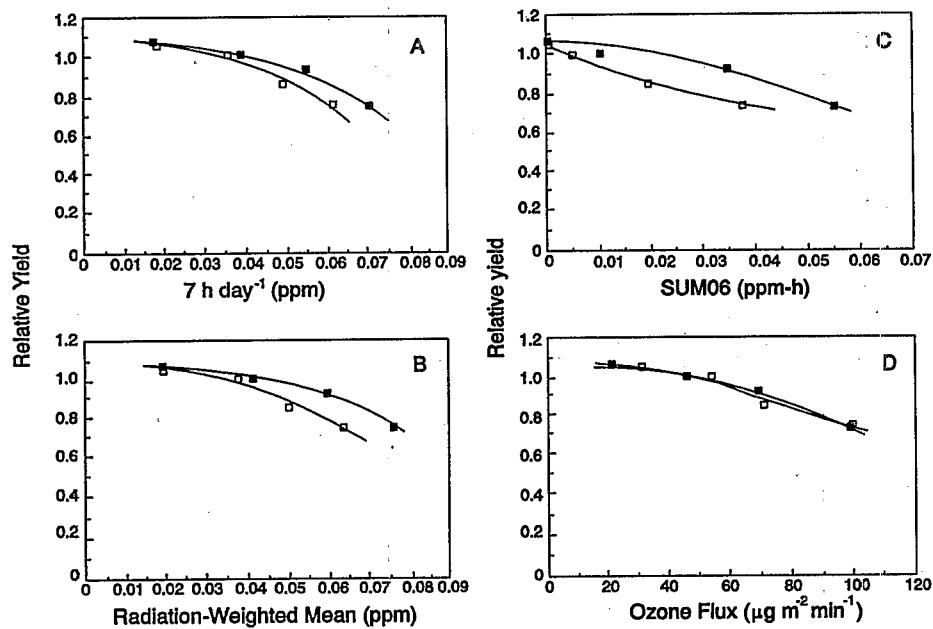 1.2
1.0
0.8
0.6
0.4
0.2
0
A
0 0.01 0.02 0.03 0.04 0.05 0.06 0.07 0.08 0.09
7 h day⁻¹ (ppm)
1.2
1.0
0.8
0.6
0.4
0.2
0
C
0 0.01 0.02 0.03 0.04 0.05 0.06 0.07
SUM06 (ppm-h)
Relative Yield
Relative yield
1.2
1.0
0.8
0.6
0.4
0.2
0
B
0 0.01 0.02 0.03 0.04 0.05 0.06 0.07 0.08 0.09
Radiation-Weighted Mean (ppm)
1.2
1.0
0.8
0.6
0.4
0.2
0
D
0 20 40 60 80 100 120
Ozone Flux (µg m⁻² min⁻¹)